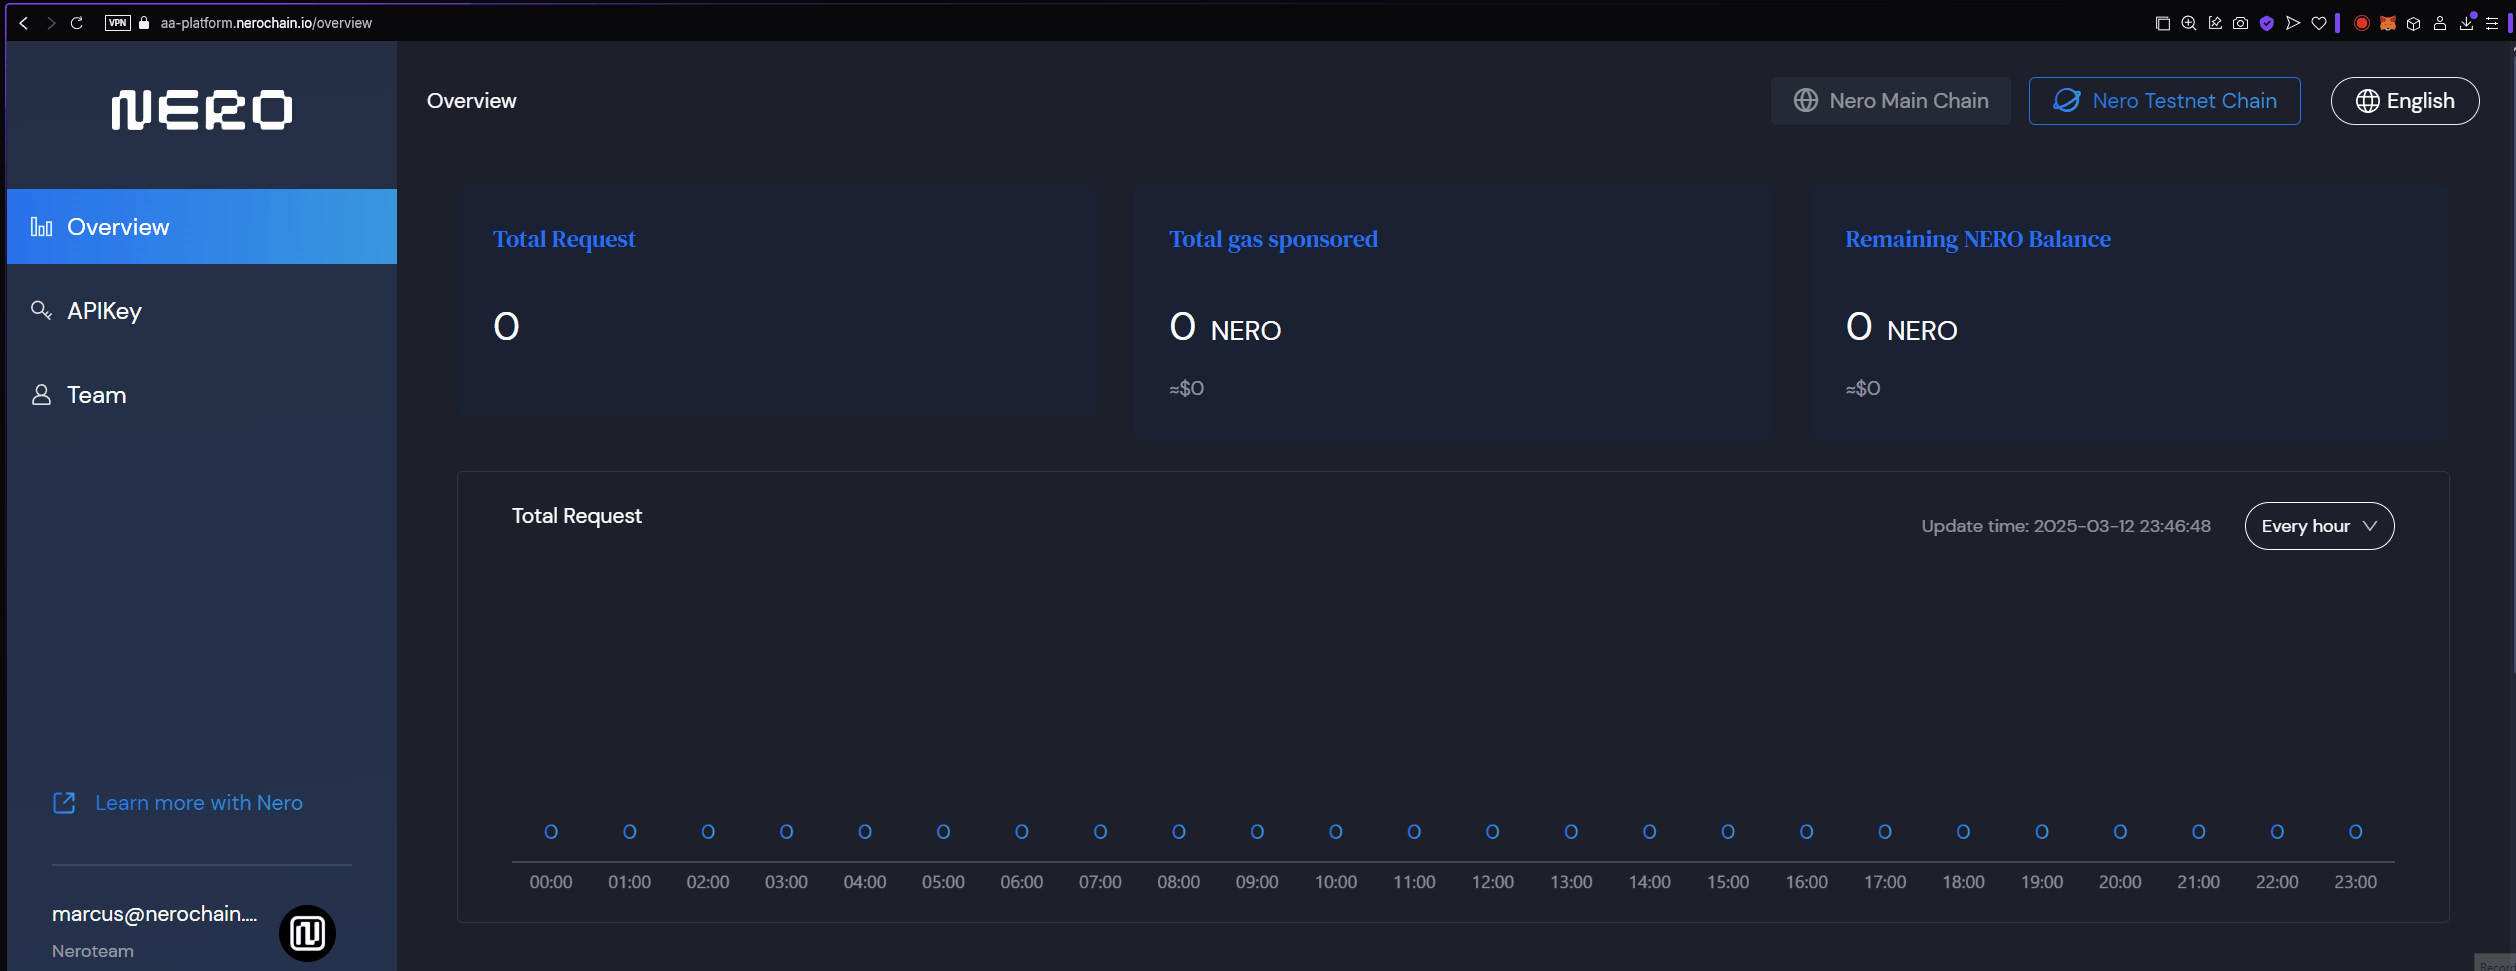 VPN aa-platform.nerochain.io/overview
NERO
Overview
APIKey
Team
Learn more with Nero
marcus@nerochain....
Neroteam
Overview
Nero Main Chain
Nero Testnet Chain
English
Total Request
0
Total gas sponsored
0 NERO
≈$0
Remaining NERO Balance
0 NERO
≈$0
Total Request
Update time: 2025-03-12 23:46:48
Every hour
0 0 0 0 0 0 0 0 0 0 0 0 0 0 0 0 0 0 0 0 0 0 0 0
00:00 01:00 02:00 03:00 04:00 05:00 06:00 07:00 08:00 09:00 10:00 11:00 12:00 13:00 14:00 15:00 16:00 17:00 18:00 19:00 20:00 21:00 22:00 23:00